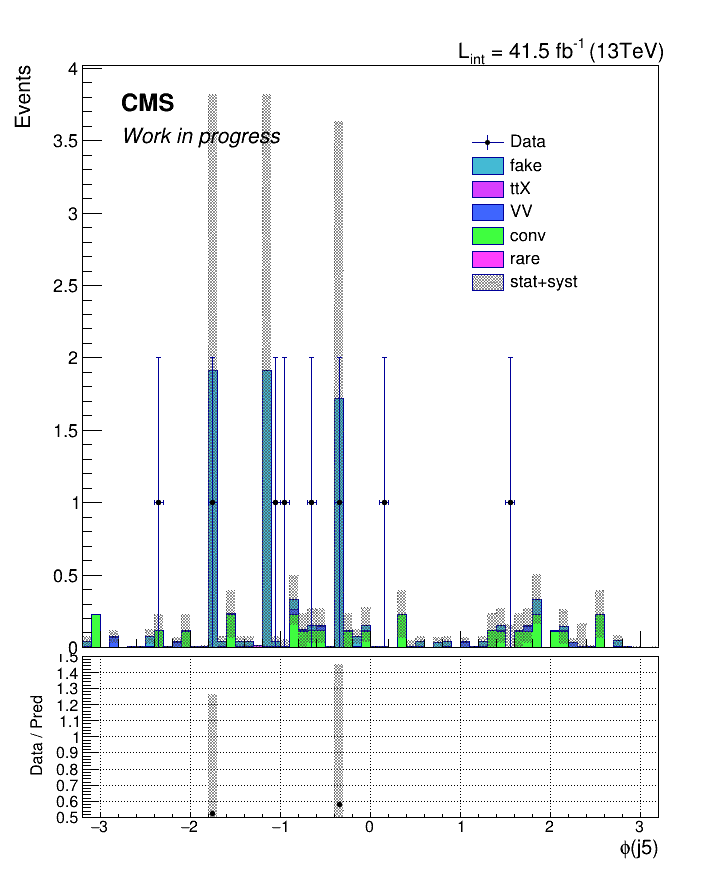 L_int = 41.5 fb^-1 (13TeV)
Events
4
3.5
3
2.5
2
1.5
1
0.5
0
CMS
Work in progress
Data
fake
ttX
VV
conv
rare
stat+syst
Data / Pred
1.5
1.4
1.3
1.2
1.1
1
0.9
0.8
0.7
0.6
0.5
−3 −2 −1 0 1 2 3
ϕ(j5)